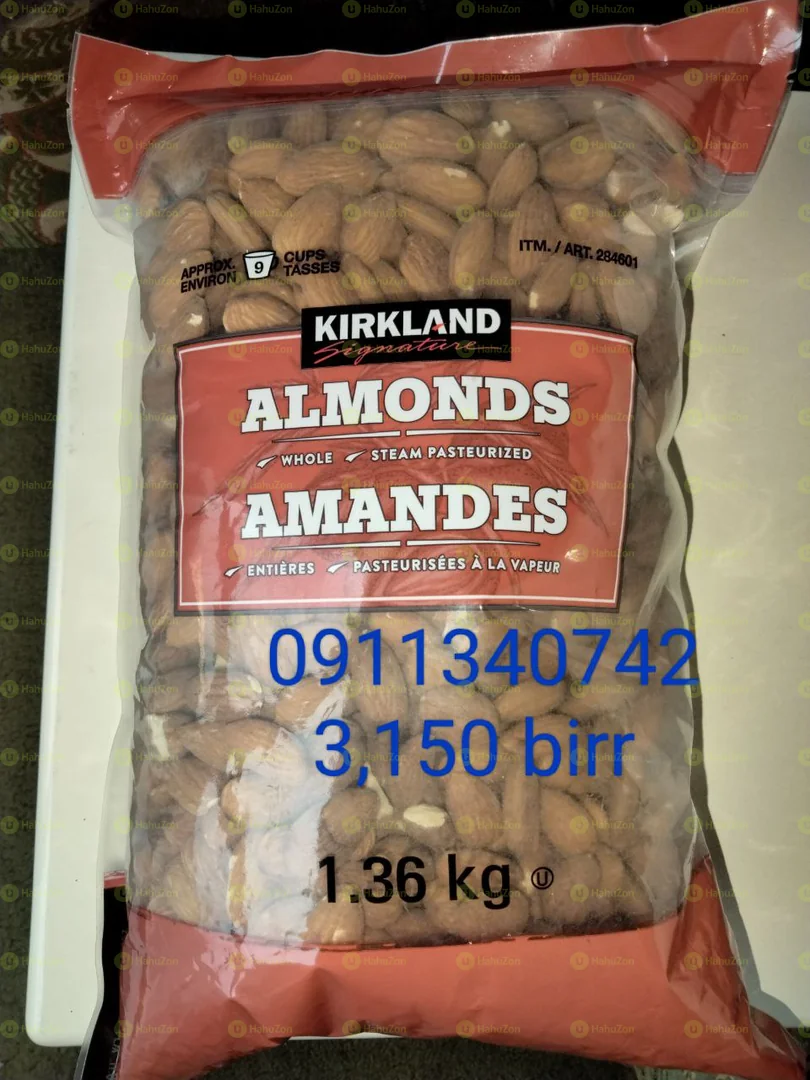 APPROX. 9 CUPS
ENVIRON TASSES
ITM. / ART. 284601
KIRKLAND
Signature
ALMONDS
WHOLE STEAM PASTEURIZED
AMANDES
ENTIÈRES PASTEURISÉES À LA VAPEUR
0911340742
3,150 birr
1.36 kg U
HahuZon